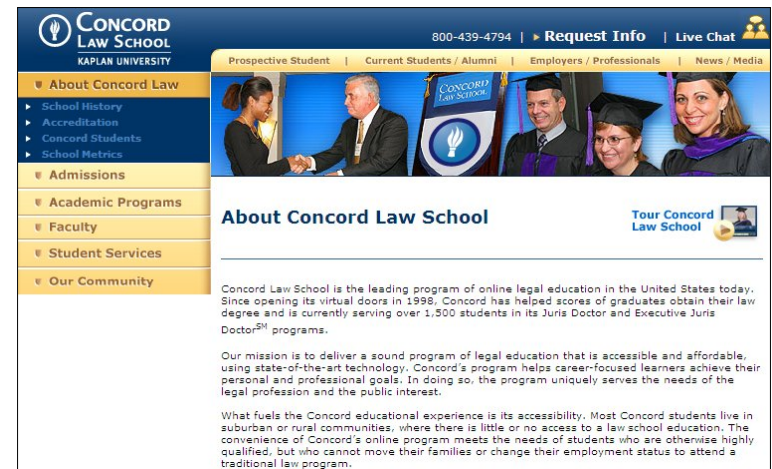 CONCORD
LAW SCHOOL
KAPLAN UNIVERSITY
800-439-4794 | Request Info | Live Chat
Prospective Student | Current Students / Alumni | Employers / Professionals | News / Media
About Concord Law
School History
Accreditation
Concord Students
School Metrics
Admissions
Academic Programs
Faculty
Student Services
Our Community
CONCORD
LAW SCHOOL
About Concord Law School
Tour Concord
Law School
Concord Law School is the leading program of online legal education in the United States today.
Since opening its virtual doors in 1998, Concord has helped scores of graduates obtain their law
degree and is currently serving over 1,500 students in its Juris Doctor and Executive Juris
Doctor℠ programs.
Our mission is to deliver a sound program of legal education that is accessible and affordable,
using state-of-the-art technology. Concord's program helps career-focused learners achieve their
personal and professional goals. In doing so, the program uniquely serves the needs of the
legal profession and the public interest.
What fuels the Concord educational experience is its accessibility. Most Concord students live in
suburban or rural communities, where there is little or no access to a law school education. The
convenience of Concord's online program meets the needs of students who are otherwise highly
qualified, but who cannot move their families or change their employment status to attend a
traditional law program.